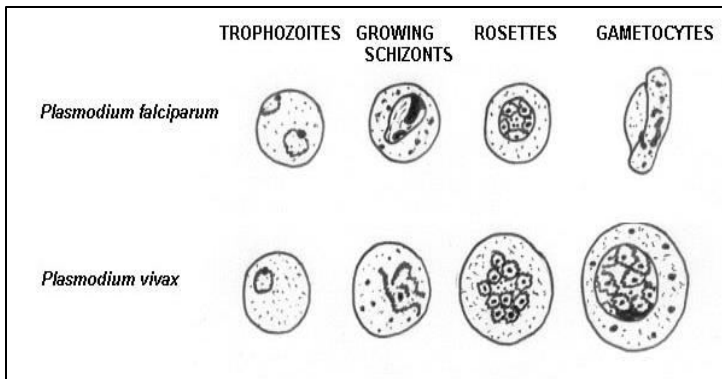 TROPHOZOITES GROWING SCHIZONTS ROSETTES GAMETOCYTES
Plasmodium falciparum
Plasmodium vivax